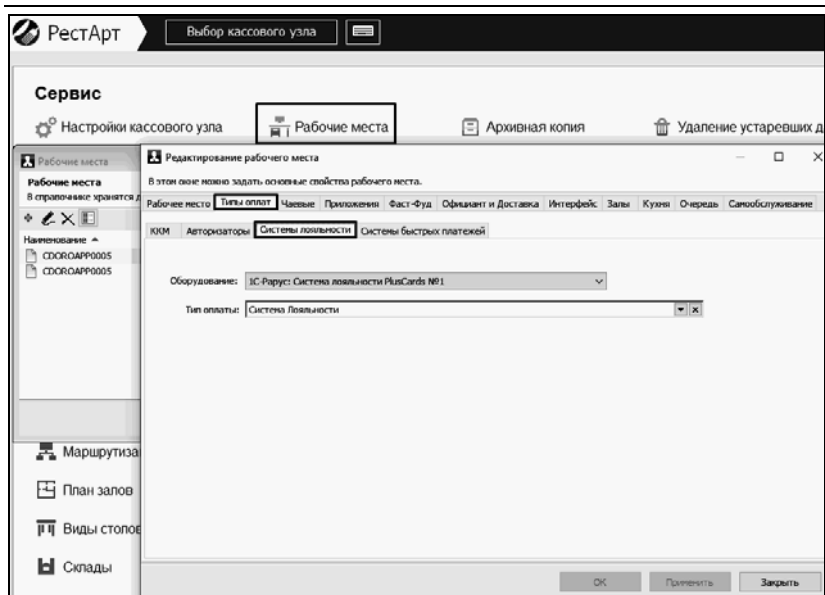 РестАрт
Выбор кассового узла
Сервис
Настройки кассового узла
Рабочие места
Архивная копия
Удаление устаревших д
Рабочие места
Рабочие места
В справочнике хранятся д
Наименование
CDOROAPP0005
CDOROAPP0005
Редактирование рабочего места
В этом окне можно задать основные свойства рабочего места.
Рабочее место Типы оплат Чаевые Приложения Фаст-Фуд Официант и Доставка Интерфейс Залы Кухня Очередь Самообслуживание
ККМ Авторизаторы Системы лояльности Системы быстрых платежей
Оборудование: 1С-Рарус: Система лояльности PlusCards №1
Тип оплаты: Система Лояльности
Маршрутиза
План залов
Виды столов
Склады
ОК Применить Закрыть